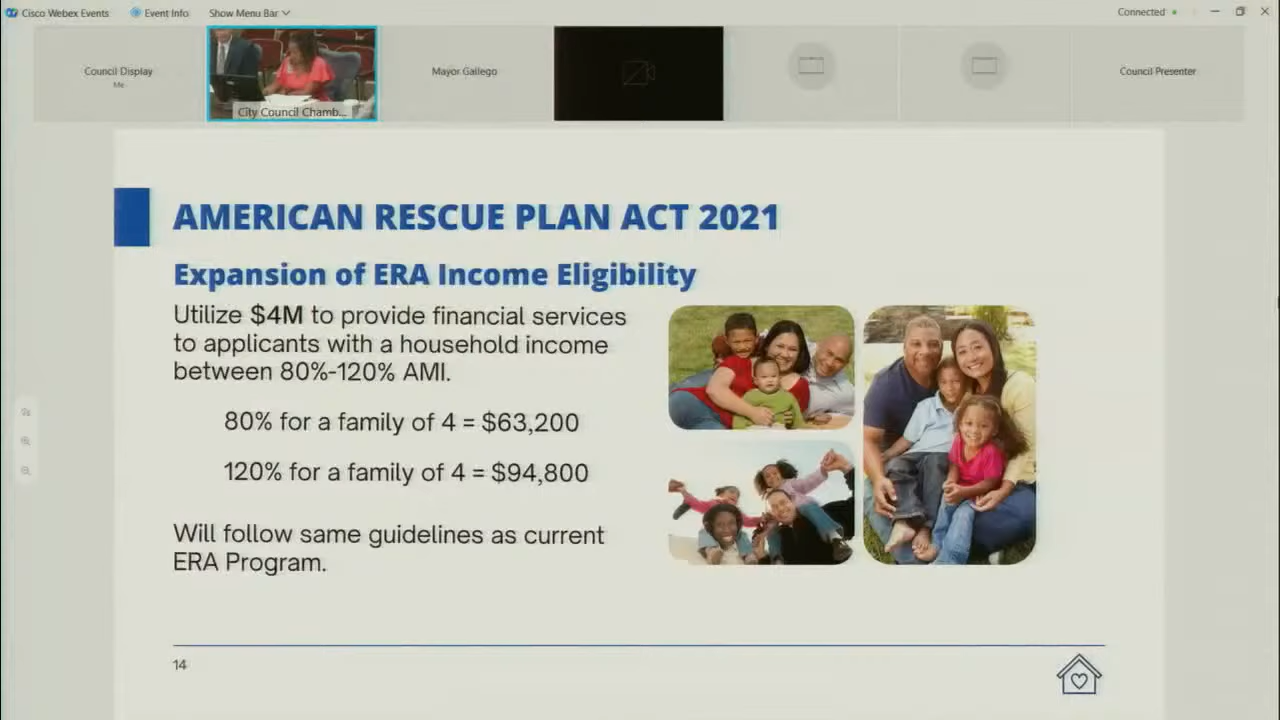 Cisco Webex Events
Event Info
Show Menu Bar
Connected
Council Display
Me
City Council Chamb...
Mayor Gallego
Council Presenter
AMERICAN RESCUE PLAN ACT 2021
Expansion of ERA Income Eligibility
Utilize $4M to provide financial services
to applicants with a household income
between 80%-120% AMI.
80% for a family of 4 = $63,200
120% for a family of 4 = $94,800
Will follow same guidelines as current
ERA Program.
14